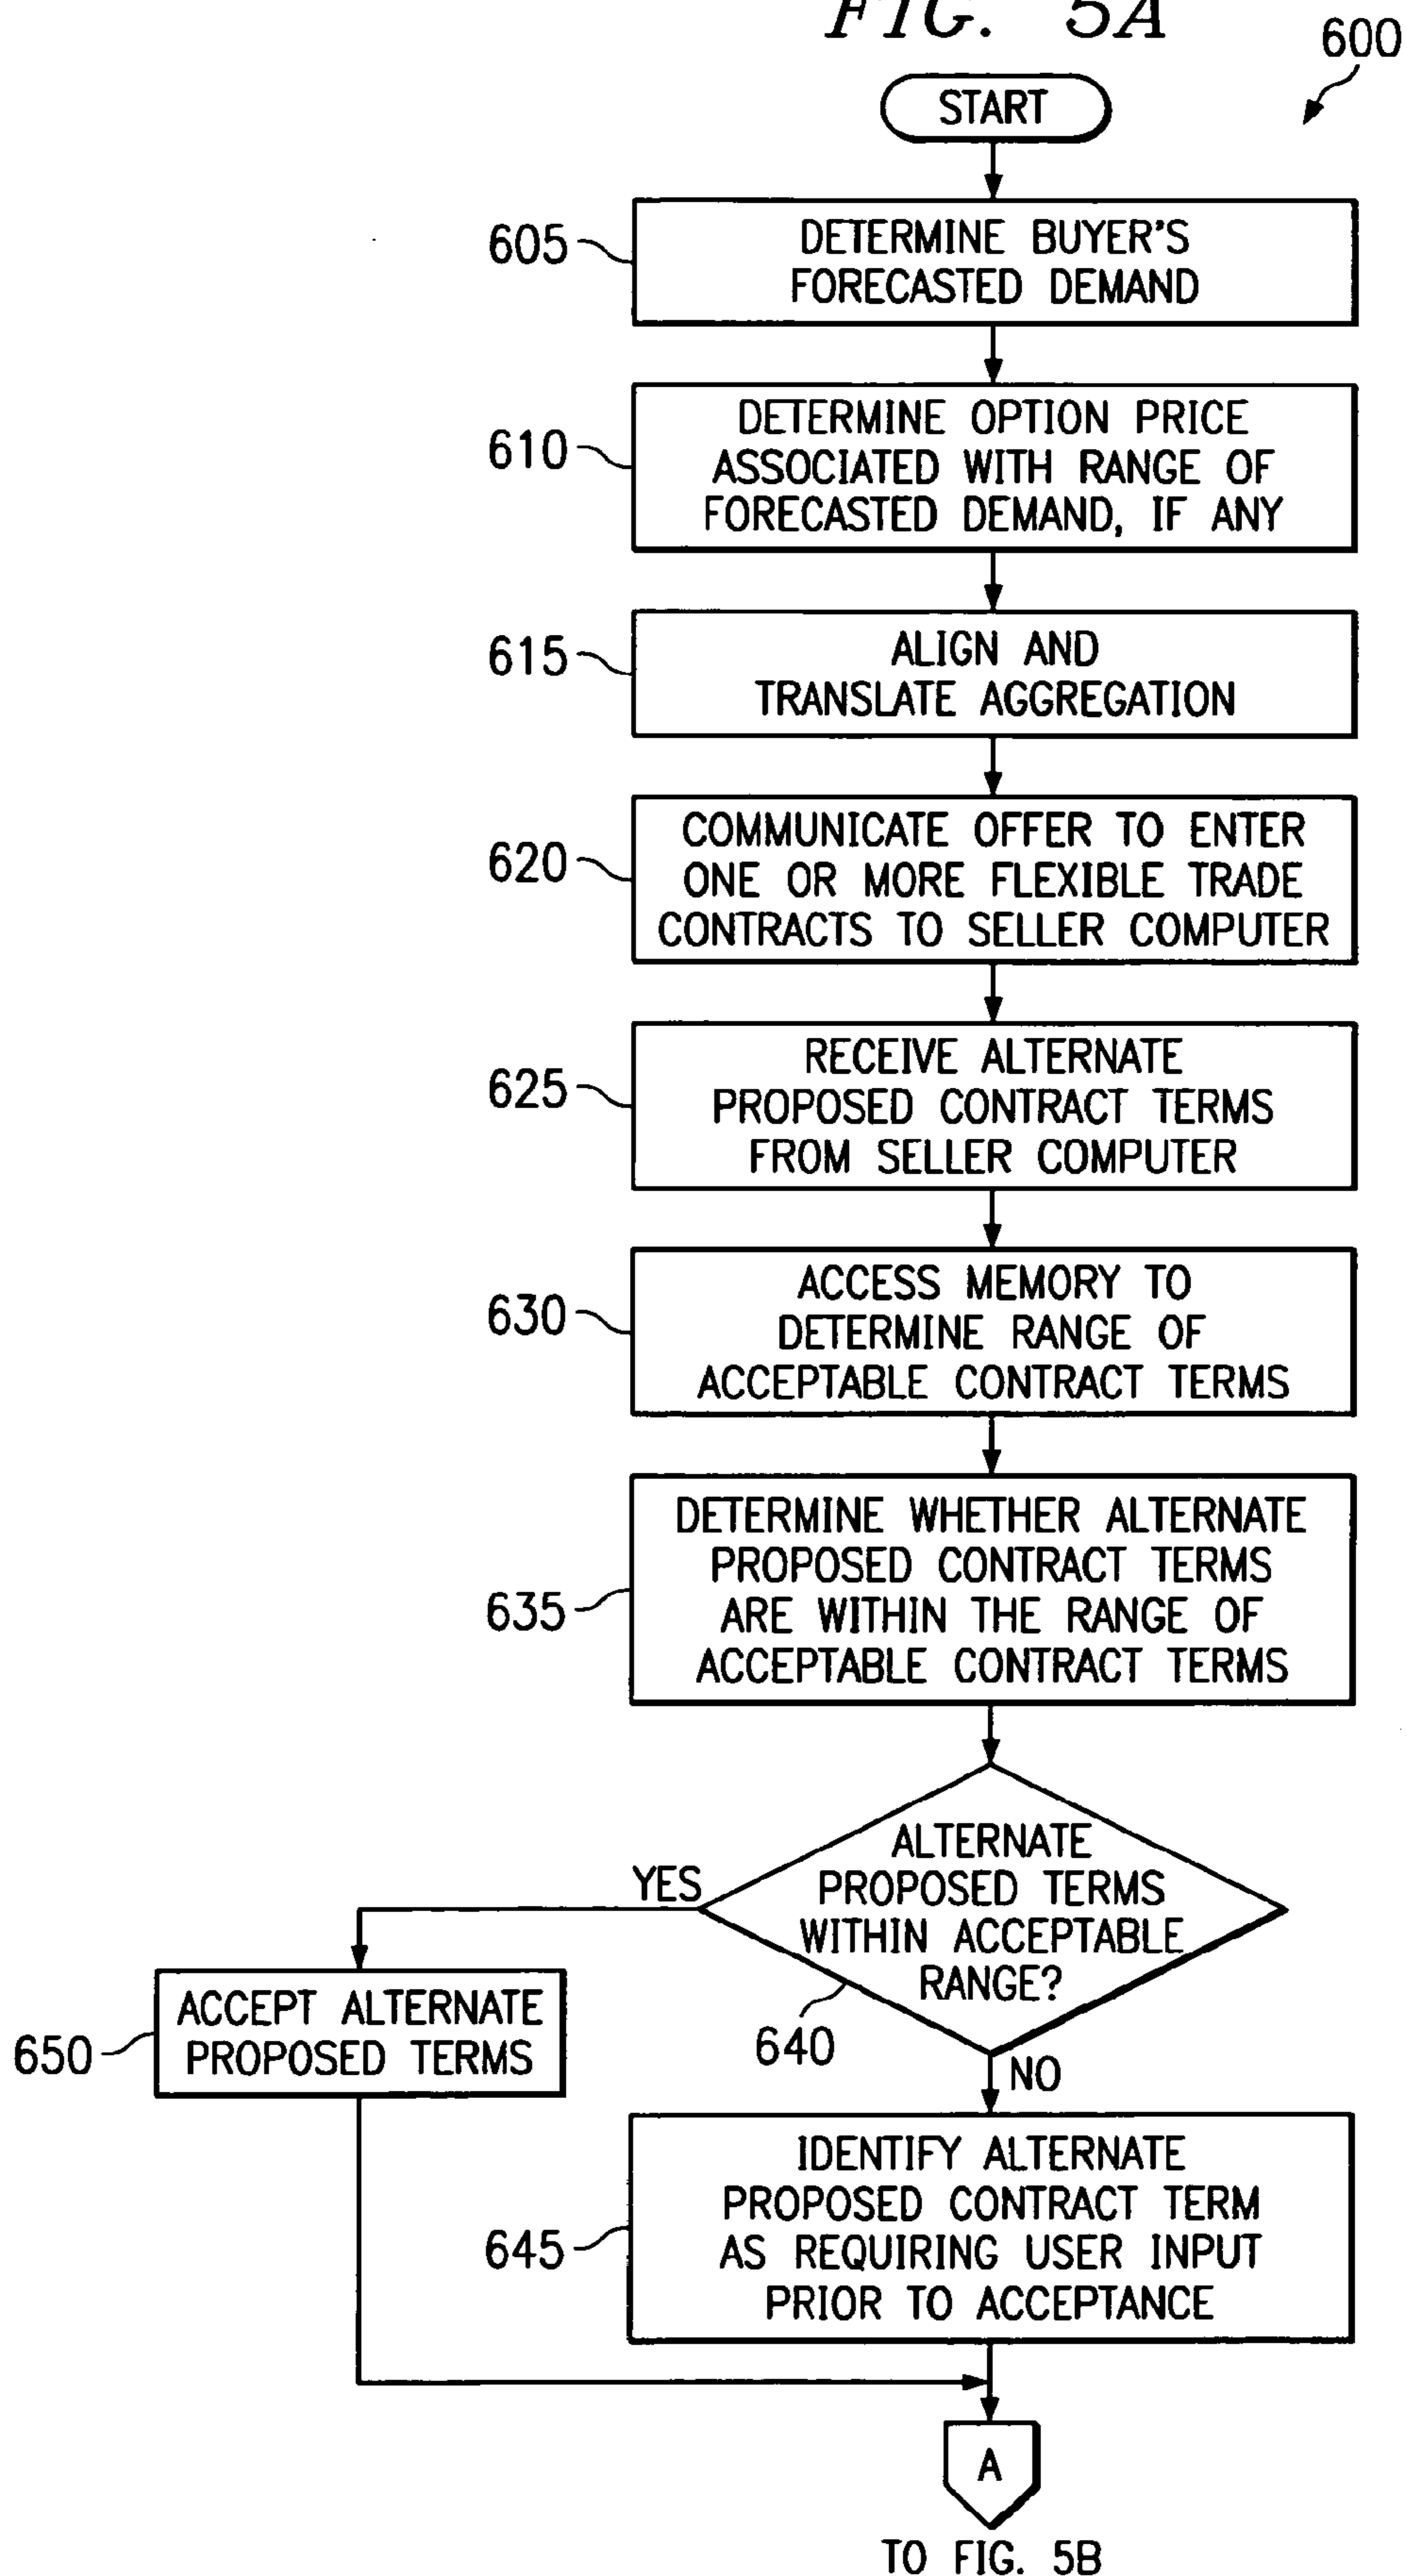 FIG. 5A
600
START
605
DETERMINE BUYER'S
FORECASTED DEMAND
610
DETERMINE OPTION PRICE
ASSOCIATED WITH RANGE OF
FORECASTED DEMAND, IF ANY
615
ALIGN AND
TRANSLATE AGGREGATION
620
COMMUNICATE OFFER TO ENTER
ONE OR MORE FLEXIBLE TRADE
CONTRACTS TO SELLER COMPUTER
625
RECEIVE ALTERNATE
PROPOSED CONTRACT TERMS
FROM SELLER COMPUTER
630
ACCESS MEMORY TO
DETERMINE RANGE OF
ACCEPTABLE CONTRACT TERMS
635
DETERMINE WHETHER ALTERNATE
PROPOSED CONTRACT TERMS
ARE WITHIN THE RANGE OF
ACCEPTABLE CONTRACT TERMS
ALTERNATE
PROPOSED TERMS
WITHIN ACCEPTABLE
RANGE?
640
YES
650
ACCEPT ALTERNATE
PROPOSED TERMS
NO
645
IDENTIFY ALTERNATE
PROPOSED CONTRACT TERM
AS REQUIRING USER INPUT
PRIOR TO ACCEPTANCE
A
TO FIG. 5B